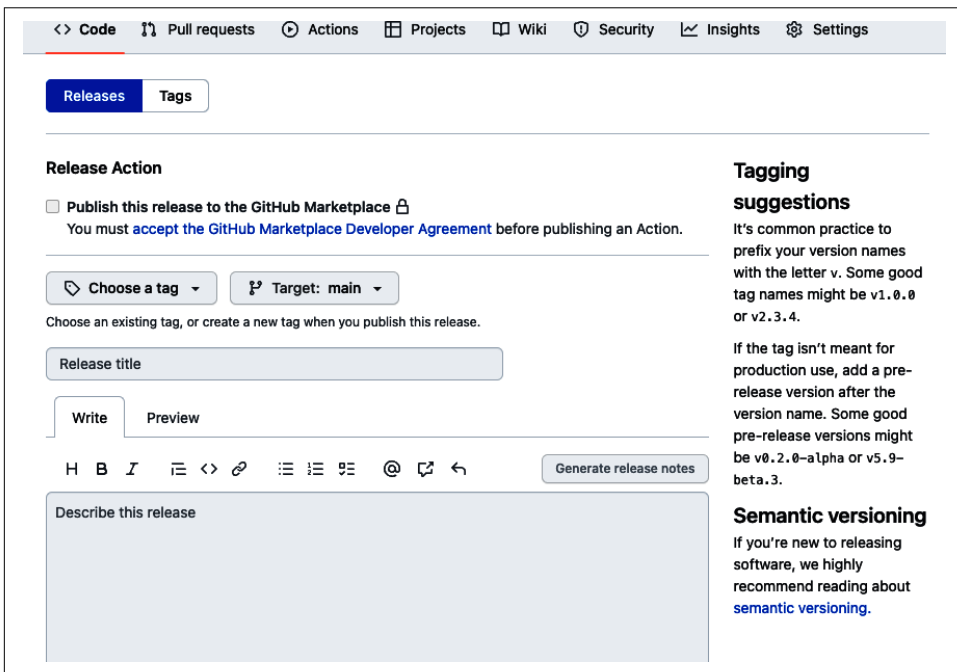 <> Code Pull requests Actions Projects Wiki Security Insights Settings
Releases Tags
Release Action
Publish this release to the GitHub Marketplace
You must accept the GitHub Marketplace Developer Agreement before publishing an Action.
Choose a tag Target: main
Choose an existing tag, or create a new tag when you publish this release.
Release title
Write Preview
H B I <> @ Generate release notes
Describe this release
Tagging
suggestions
It's common practice to
prefix your version names
with the letter v. Some good
tag names might be v1.0.0
or v2.3.4.
If the tag isn't meant for
production use, add a pre-
release version after the
version name. Some good
pre-release versions might
be v0.2.0-alpha or v5.9-
beta.3.
Semantic versioning
If you're new to releasing
software, we highly
recommend reading about
semantic versioning.